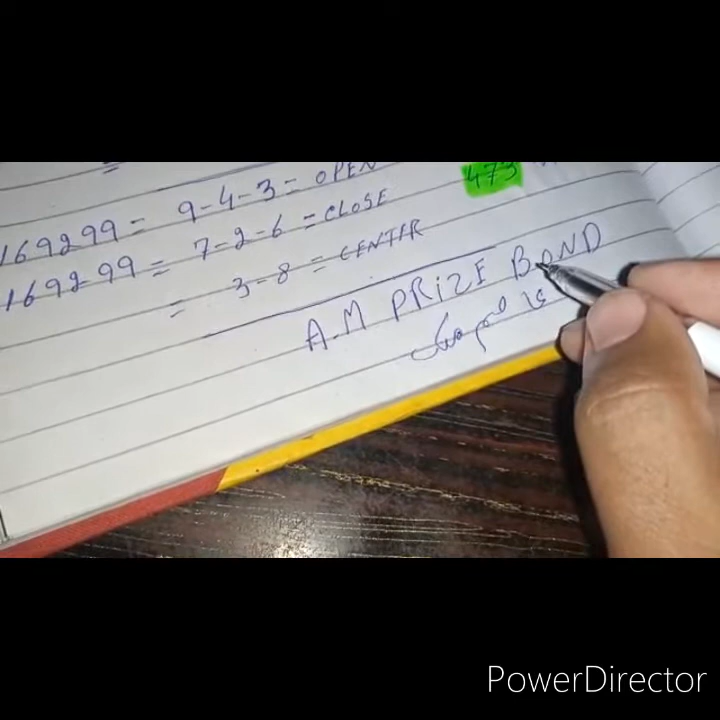 169299 = 9-4-3 = OPEN
473
169299 = 7-2-6 = CLOSE
= 3-8 = CENTER
A.M PRIZE BOND
PowerDirector